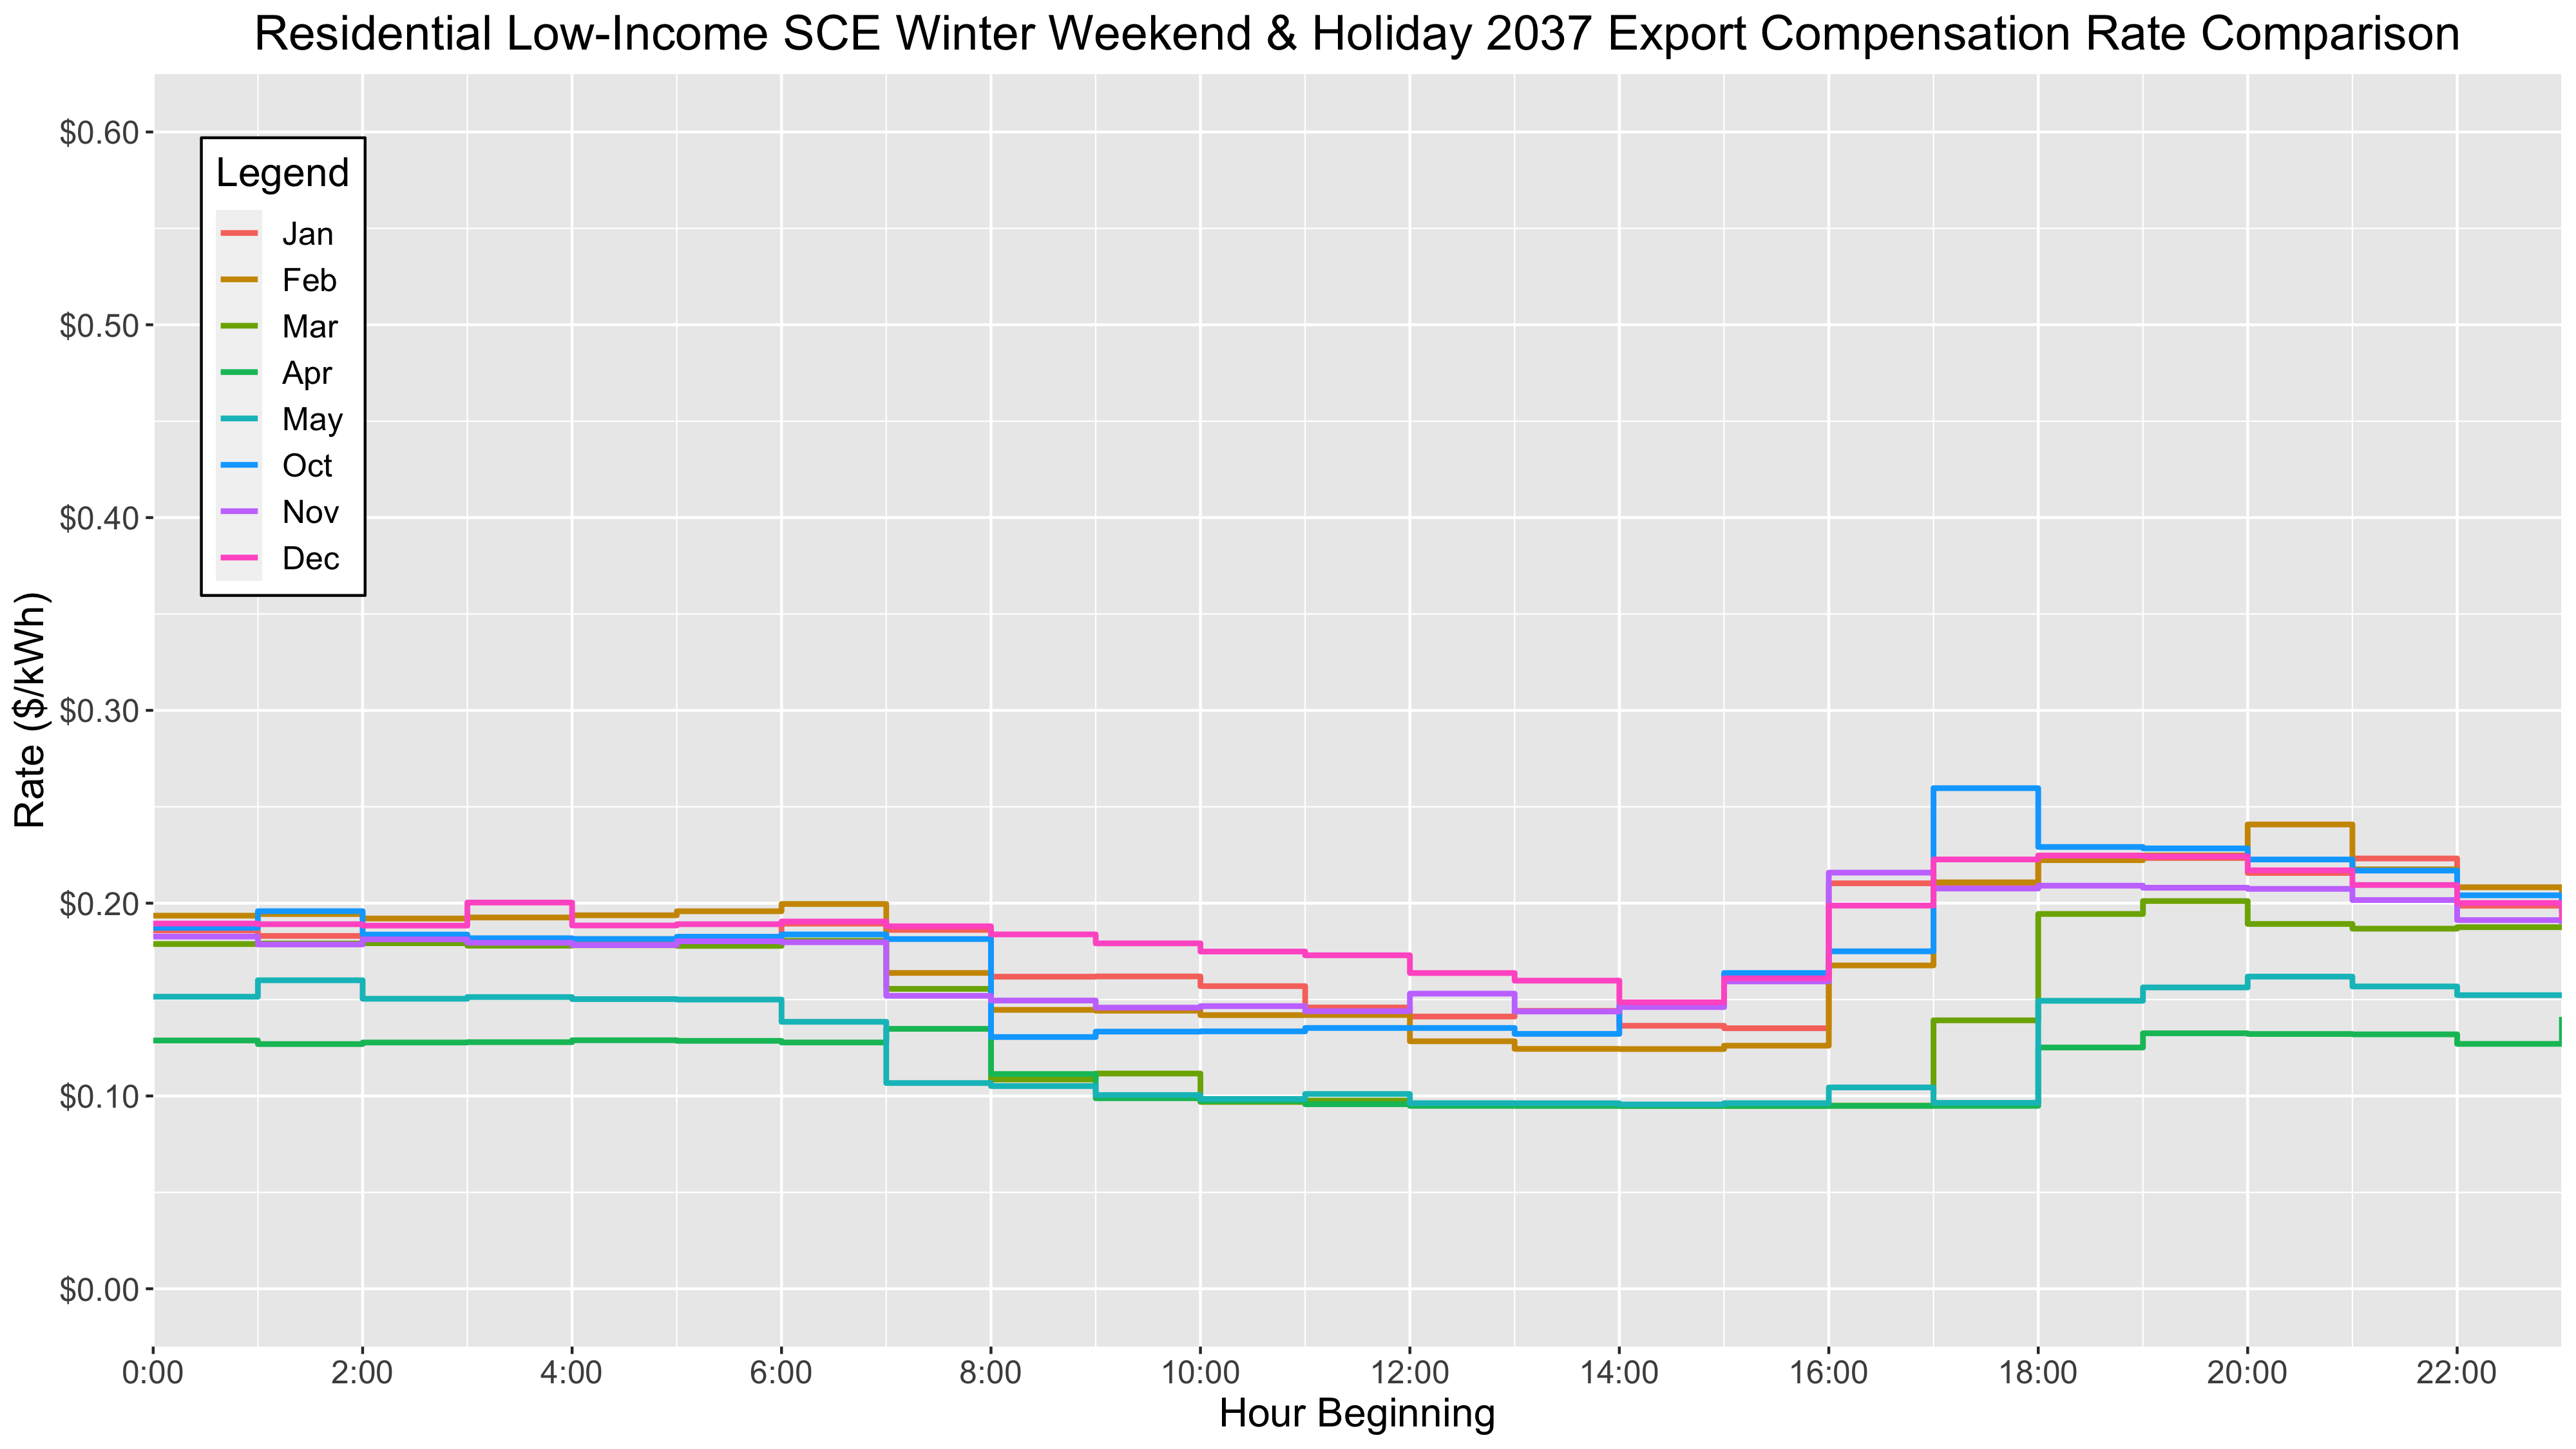 Residential Low-Income SCE Winter Weekend & Holiday 2037 Export Compensation Rate Comparison
$0.60
$0.50
$0.40
$0.30
$0.20
$0.10
$0.00
Rate ($/kWh)
Legend
Jan
Feb
Mar
Apr
May
Oct
Nov
Dec
0:00 2:00 4:00 6:00 8:00 10:00 12:00 14:00 16:00 18:00 20:00 22:00
Hour Beginning